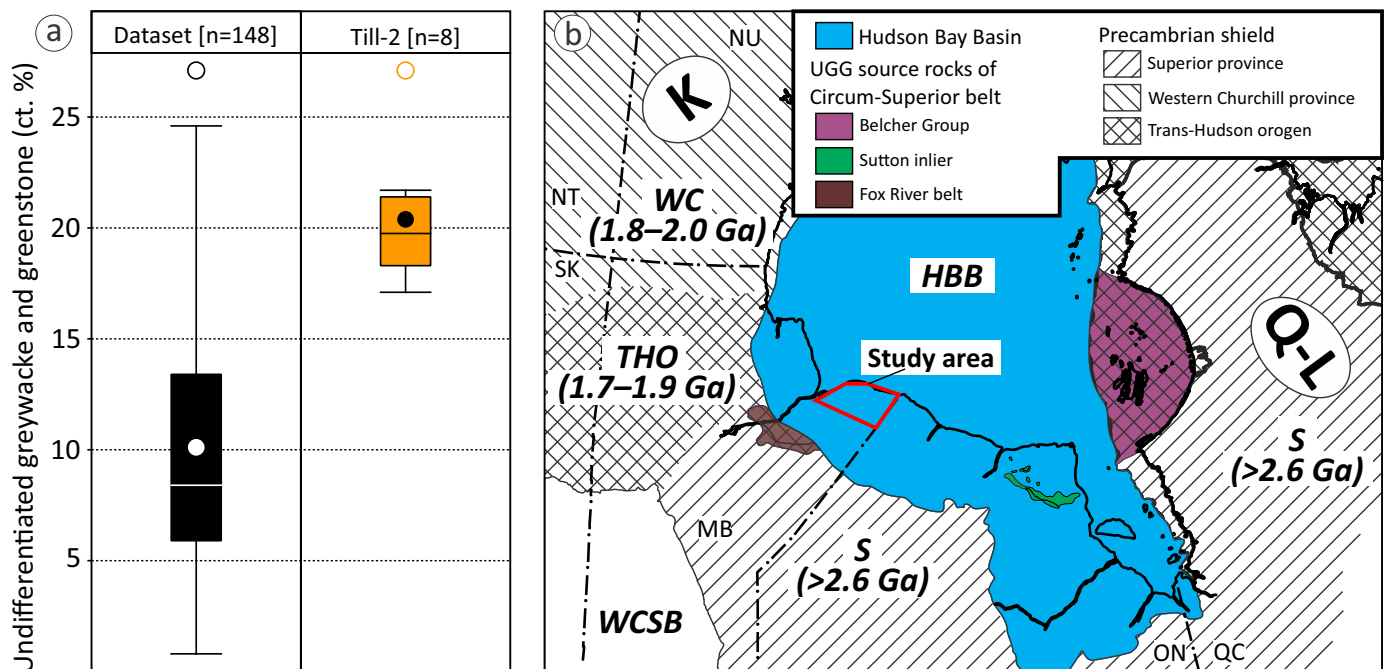 a
Dataset [n=148]
Till-2 [n=8]
Undifferentiated greywacke and greenstone (ct. %)
25
20
15
10
5
b
Hudson Bay Basin
UGG source rocks of
Circum-Superior belt
Belcher Group
Sutton inlier
Fox River belt
Precambrian shield
Superior province
Western Churchill province
Trans-Hudson orogen
NU
K
NT
WC
(1.8–2.0 Ga)
SK
HBB
THO
(1.7–1.9 Ga)
Study area
Q-L
S
(>2.6 Ga)
MB
S
(>2.6 Ga)
WCSB
ON
QC